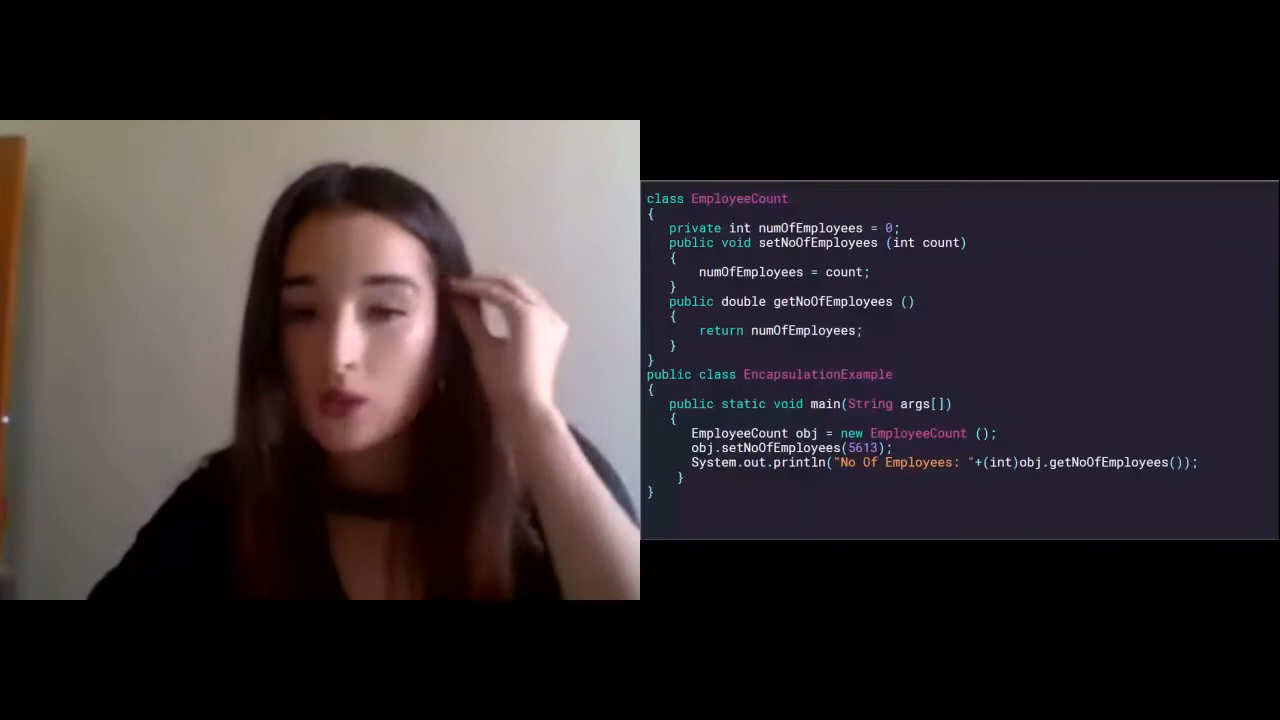 class EmployeeCount
{
private int numOfEmployees = 0;
public void setNoOfEmployees (int count)
{
numOfEmployees = count;
}
public double getNoOfEmployees ()
{
return numOfEmployees;
}
}
public class EncapsulationExample
{
public static void main(String args[])
{
EmployeeCount obj = new EmployeeCount ();
obj.setNoOfEmployees(5613);
System.out.println("No Of Employees: "+(int)obj.getNoOfEmployees());
}
}